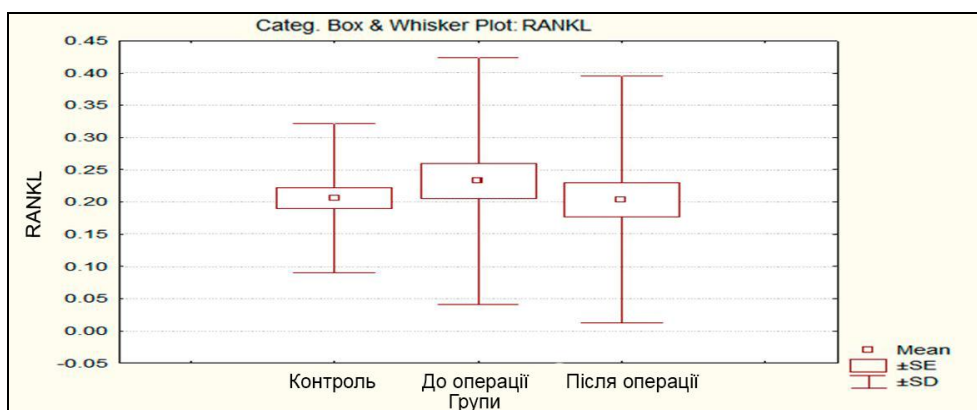 Categ. Box & Whisker Plot: RANKL
0.45
0.40
0.35
0.30
0.25
0.20
0.15
0.10
0.05
0.00
-0.05
RANKL
Контроль До операції Після операції
Групи
Mean
±SE
±SD